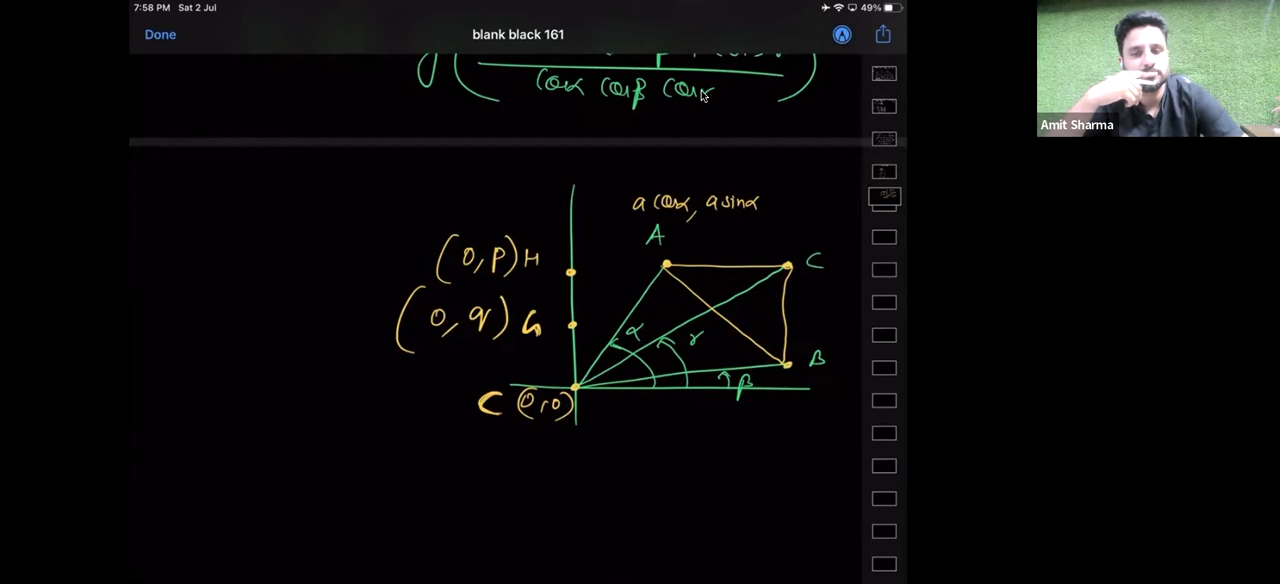 7:58 PM Sat 2 Jul
49%
Done
blank black 161
Amit Sharma
cosα cosβ cosγ
a cosα, a sinα
A
(0, p) H
C
(0, q) G
α
γ
B
β
C (0,0)